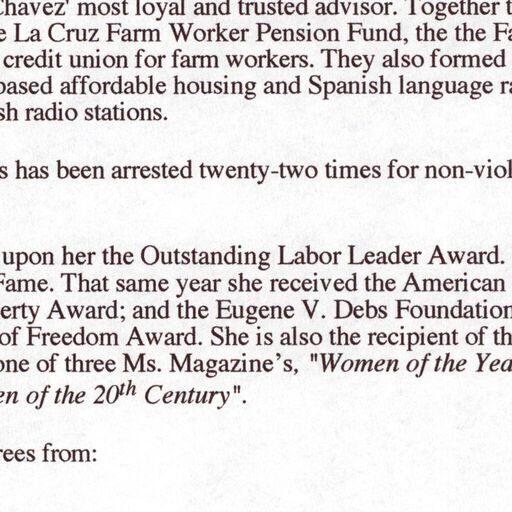 Chavez' most loyal and trusted advisor. Together t
e La Cruz Farm Worker Pension Fund, the the Fa
credit union for farm workers. They also formed
based affordable housing and Spanish language ra
sh radio stations.
s has been arrested twenty-two times for non-viol
upon her the Outstanding Labor Leader Award.
Fame. That same year she received the American
erty Award; and the Eugene V. Debs Foundation
of Freedom Award. She is also the recipient of th
one of three Ms. Magazine's, "Women of the Yea
en of the 20th Century".
rees from: